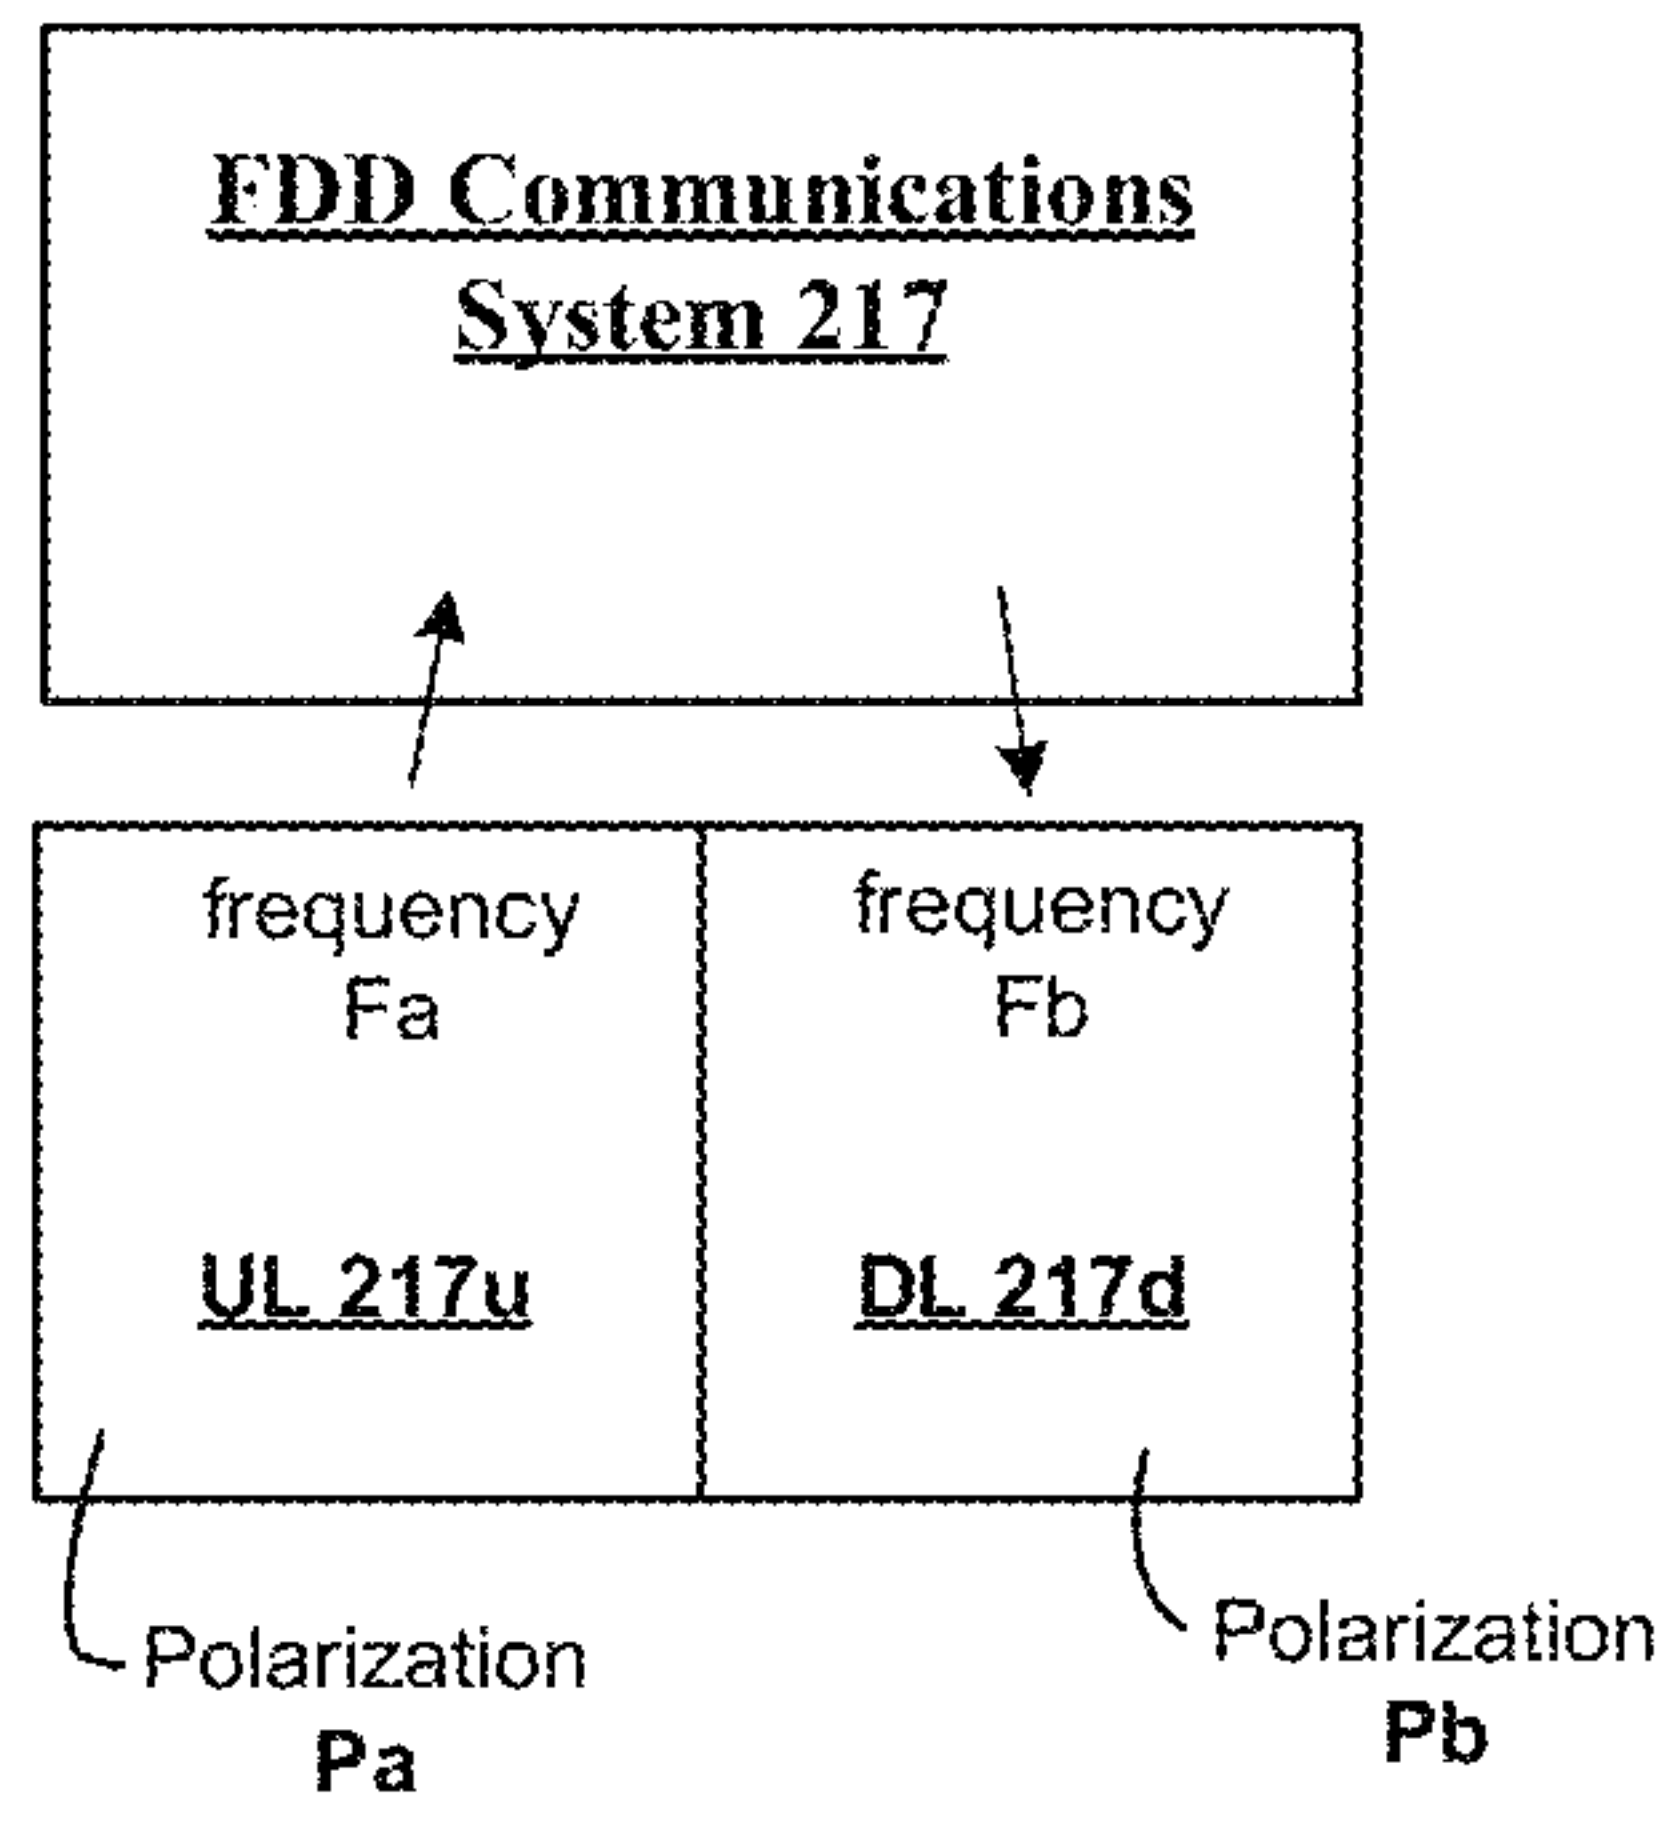 FDD Communications
System 217
frequency
Fa
frequency
Fb
UL 217u
DL 217d
Polarization
Pa
Polarization
Pb